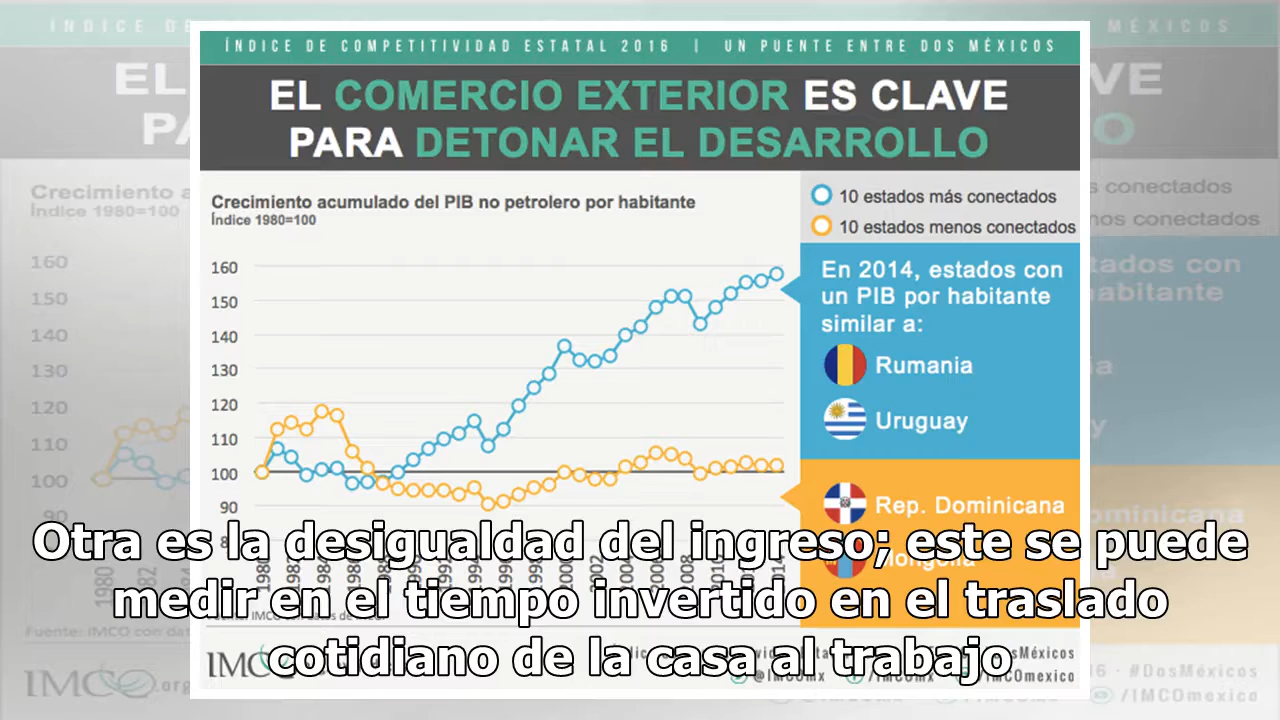 ÍNDICE DE COMPETITIVIDAD ESTATAL 2016 | UN PUENTE ENTRE DOS MÉXICOS
EL COMERCIO EXTERIOR ES CLAVE
PARA DETONAR EL DESARROLLO
Crecimiento acumulado del PIB no petrolero por habitante
Índice 1980=100
10 estados más conectados
10 estados menos conectados
160
150
140
130
120
110
100
90
En 2014, estados con
un PIB por habitante
similar a:
Rumania
Uruguay
Rep. Dominicana
Mongolia
Otra es la desigualdad del ingreso; este se puede
medir en el tiempo invertido en el traslado
cotidiano de la casa al trabajo
IMCO